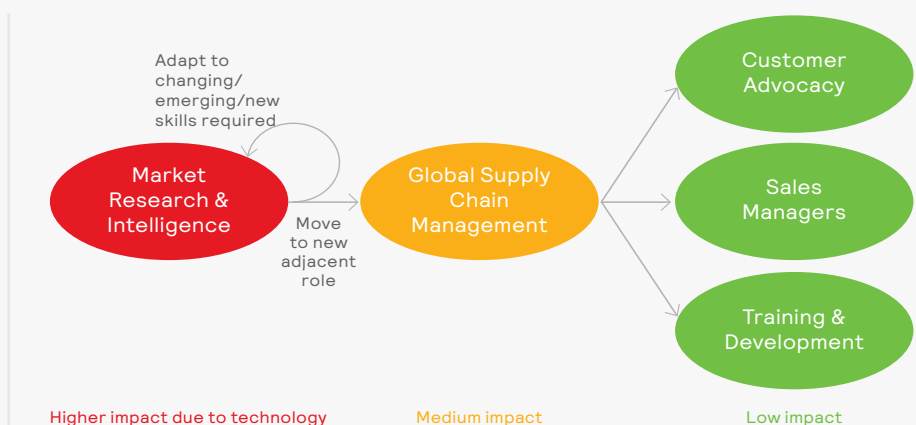 Adapt to
changing/
emerging/new
skills required
Market
Research &
Intelligence
Move
to new
adjacent
role
Global Supply
Chain
Management
Customer
Advocacy
Sales
Managers
Training &
Development
Higher impact due to technology
Medium impact
Low impact